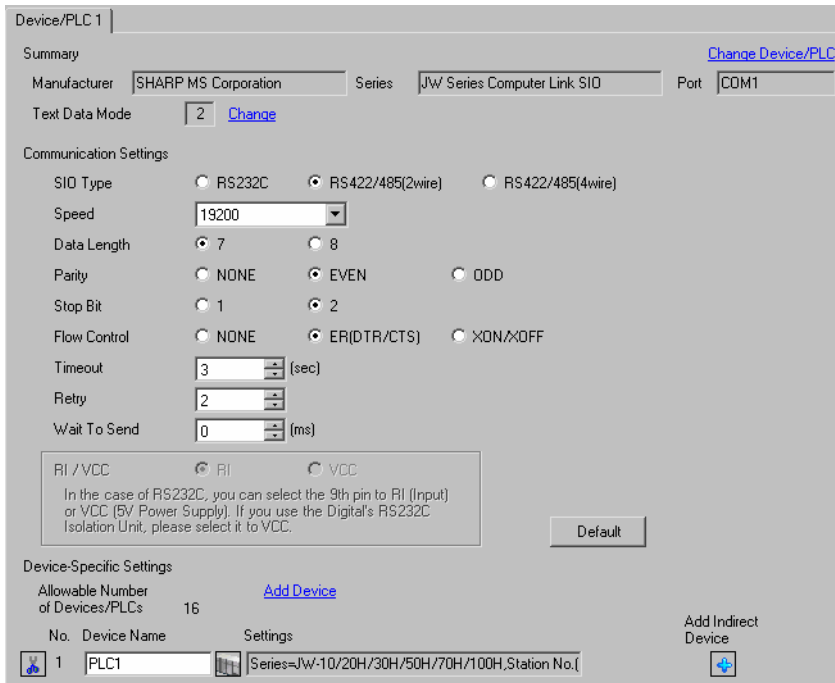 Device/PLC 1
Summary
Change Device/PLC
Manufacturer SHARP MS Corporation Series JW Series Computer Link SIO Port COM1
Text Data Mode 2 Change
Communication Settings
SIO Type RS232C RS422/485(2wire) RS422/485(4wire)
Speed 19200
Data Length 7 8
Parity NONE EVEN ODD
Stop Bit 1 2
Flow Control NONE ER(DTR/CTS) XON/XOFF
Timeout 3 (sec)
Retry 2
Wait To Send 0 (ms)
RI / VCC RI VCC
In the case of RS232C, you can select the 9th pin to RI (Input)
or VCC (5V Power Supply). If you use the Digital's RS232C
Isolation Unit, please select it to VCC.
Default
Device-Specific Settings
Allowable Number
of Devices/PLCs 16
Add Device
Add Indirect
Device
No. Device Name Settings
1 PLC1 Series=JW-10/20H/30H/50H/70H/100H,Station No.(